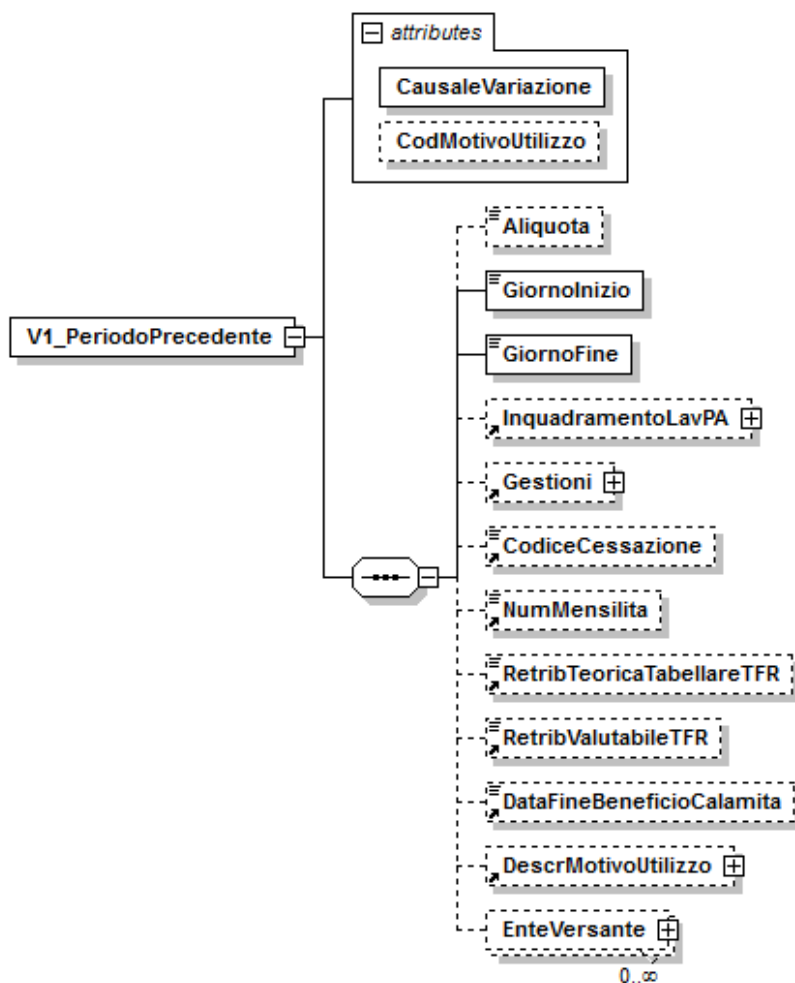 attributes
CausaleVariazione
CodMotivoUtilizzo
Aliquota
GiornoInizio
V1_PeriodoPrecedente
GiornoFine
InquadramentoLavPA
Gestioni
CodiceCessazione
NumMensilita
RetribTeoricaTabellareTFR
RetribValutabileTFR
DataFineBeneficioCalamita
DescrMotivoUtilizzo
EnteVersante
0..∞